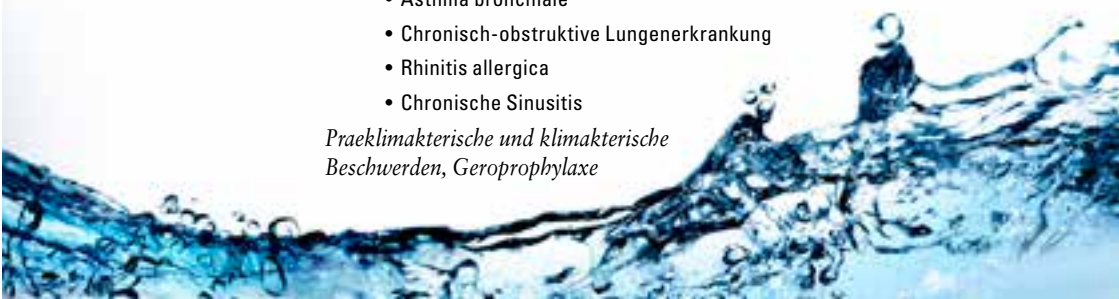 • Asthma bronchiale
• Chronisch-obstruktive Lungenerkrankung
• Rhinitis allergica
• Chronische Sinusitis
Praeklimakterische und klimakterische
Beschwerden, Geroprophylaxe